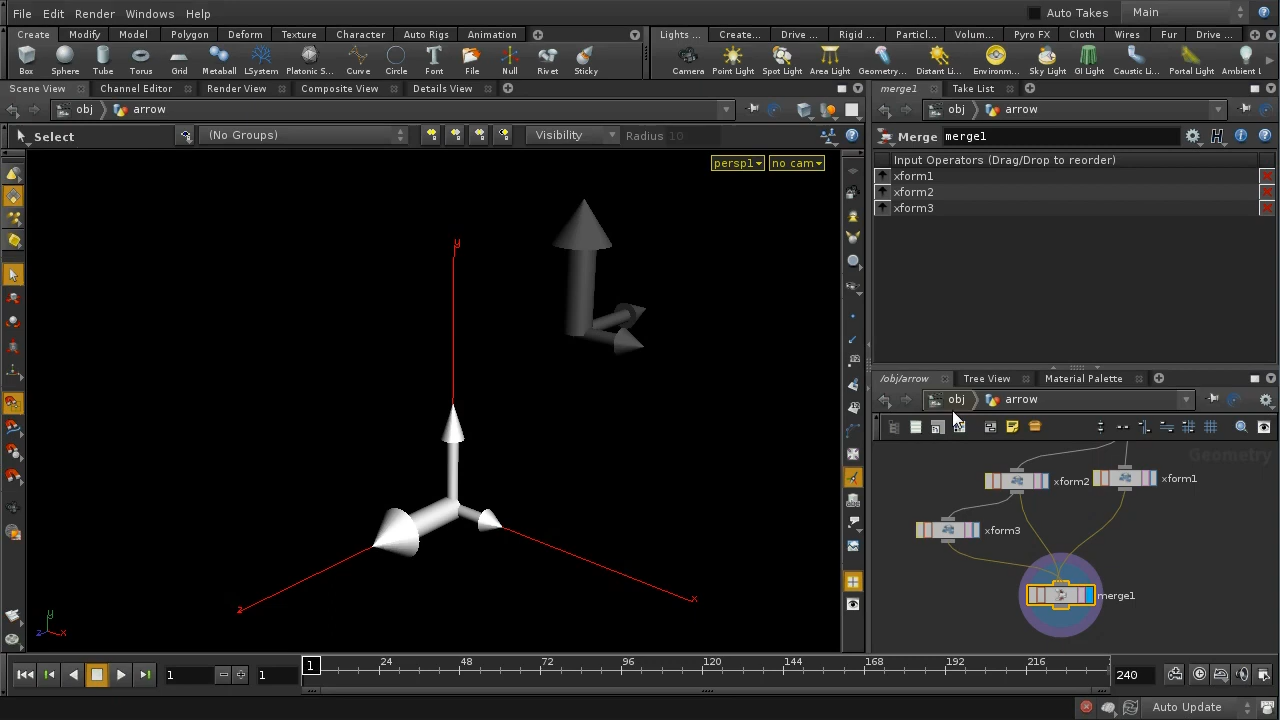 File Edit Render Windows Help Auto Takes Main
Create Modify Model Polygon Deform Texture Character Auto Rigs Animation Lights ... Create... Drive ... Rigid ... Particl... Volum... Pyro FX Cloth Wires Fur Drive ...
Box Sphere Tube Torus Grid Metaball LSystem Platonic S... Curve Circle Font File Null Rivet Sticky Camera Point Light Spot Light Area Light Geometry... Distant Li... Environm... Sky Light GI Light Caustic Li... Portal Light Ambient L
Scene View Channel Editor Render View Composite View Details View merge1 Take List
obj arrow obj arrow
Select (No Groups) Visibility Radius 10 Merge merge1
persp1 no cam
Input Operators (Drag/Drop to reorder)
xform1
xform2
xform3
y
z
x
y
z x
/obj/arrow Tree View Material Palette
obj arrow
Geometry
xform2 xform1
xform3
merge1
1 1 1 24 48 72 96 120 144 168 192 216 240
Auto Update